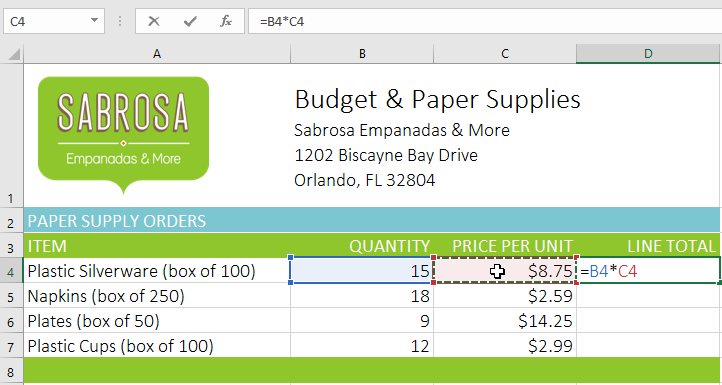 C4 =B4*C4
fx
A B C D
SABROSA
Empanadas & More
Budget & Paper Supplies
Sabrosa Empanadas & More
1202 Biscayne Bay Drive
Orlando, FL 32804
1
2 PAPER SUPPLY ORDERS
3 ITEM QUANTITY PRICE PER UNIT LINE TOTAL
4 Plastic Silverware (box of 100) 15 $8.75 =B4*C4
5 Napkins (box of 250) 18 $2.59
6 Plates (box of 50) 9 $14.25
7 Plastic Cups (box of 100) 12 $2.99
8